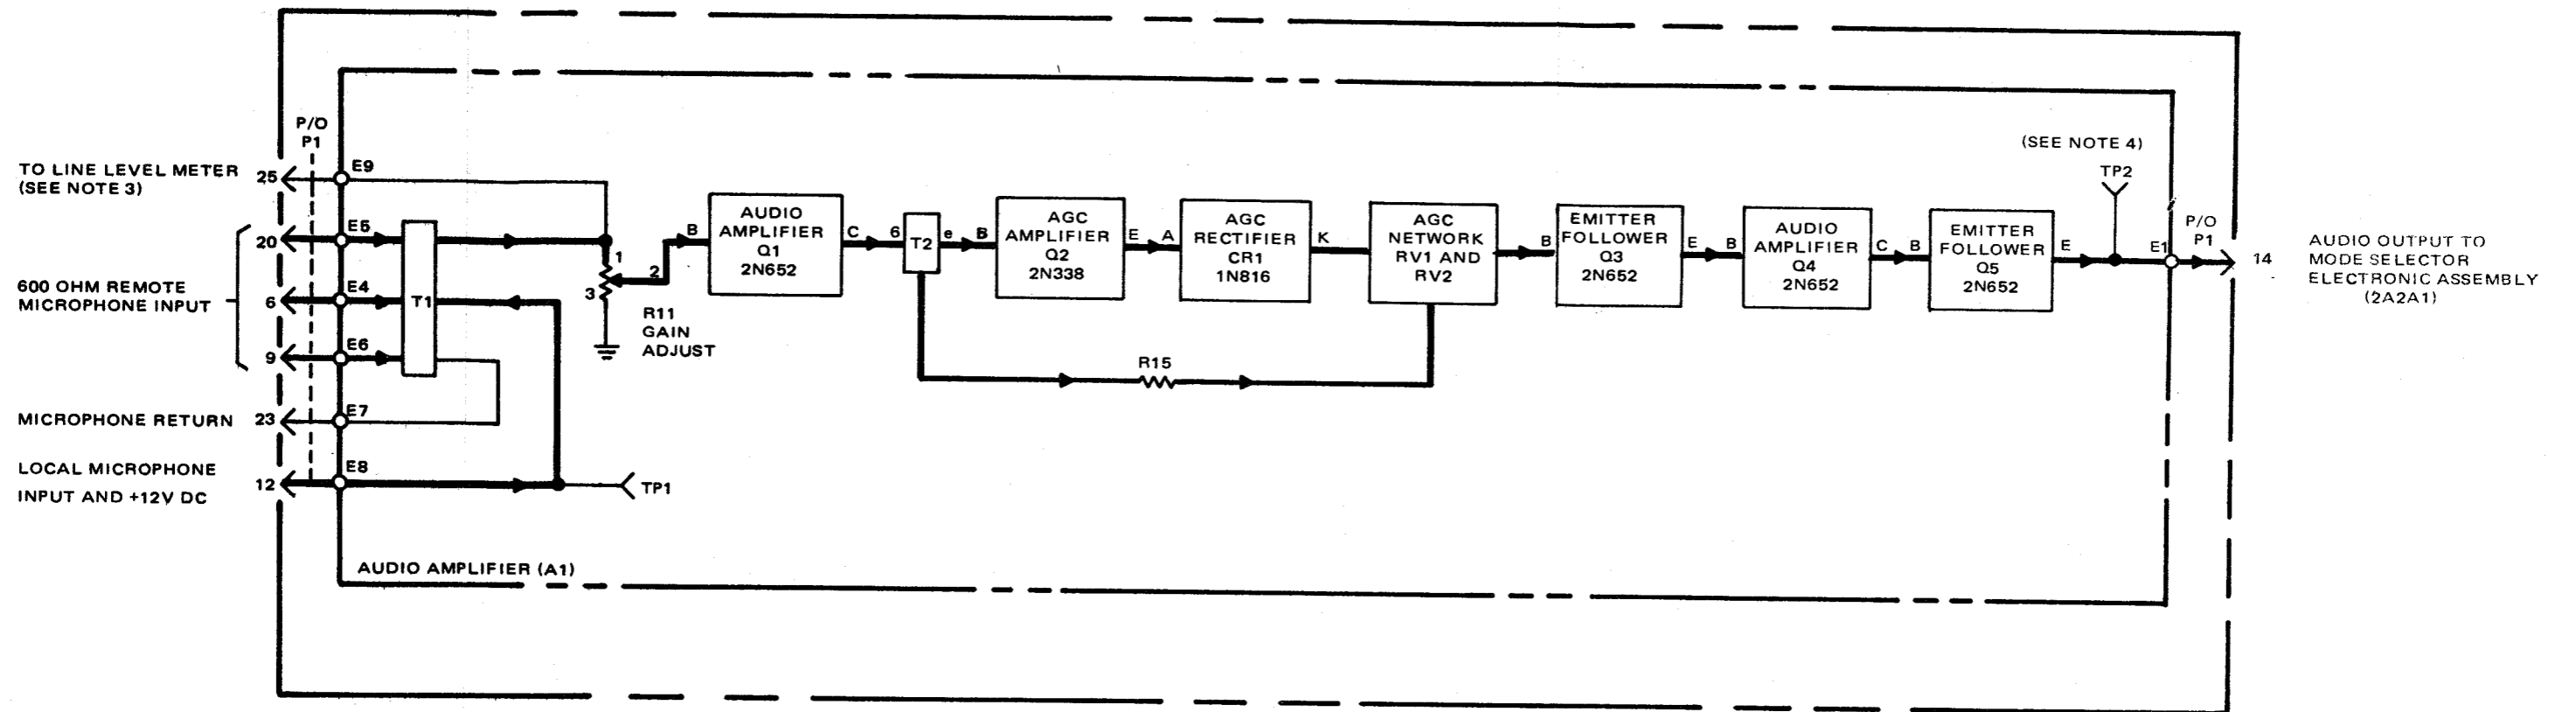 P/O
P1
TO LINE LEVEL METER
(SEE NOTE 3)
25
E9
20
E5
600 OHM REMOTE
MICROPHONE INPUT
6
E4
T1
9
E6
MICROPHONE RETURN
23
E7
LOCAL MICROPHONE
INPUT AND +12V DC
12
E8
TP1
1
2
3
R11
GAIN
ADJUST
B
AUDIO
AMPLIFIER
Q1
2N652
C
6
T2
e
B
AGC
AMPLIFIER
Q2
2N338
E
A
AGC
RECTIFIER
CR1
1N816
K
AGC
NETWORK
RV1 AND
RV2
R15
B
EMITTER
FOLLOWER
Q3
2N652
E
B
AUDIO
AMPLIFIER
Q4
2N652
C
B
EMITTER
FOLLOWER
Q5
2N652
E
(SEE NOTE 4)
TP2
E1
P/O
P1
14
AUDIO OUTPUT TO
MODE SELECTOR
ELECTRONIC ASSEMBLY
(2A2A1)
AUDIO AMPLIFIER (A1)